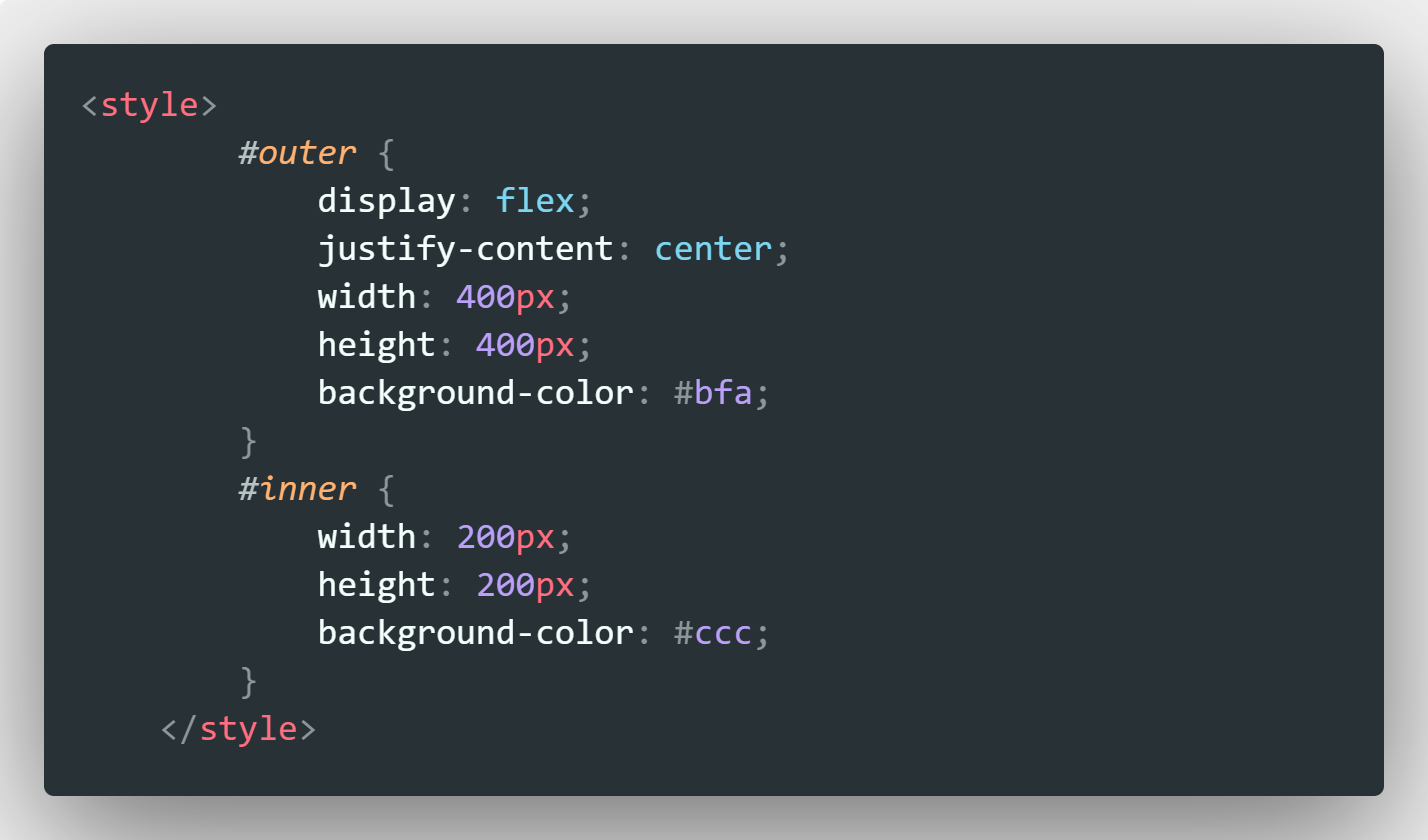 <style>
        #outer {
            display: flex;
            justify-content: center;
            width: 400px;
            height: 400px;
            background-color: #bfa;
        }
        #inner {
            width: 200px;
            height: 200px;
            background-color: #ccc;
        }
    </style>